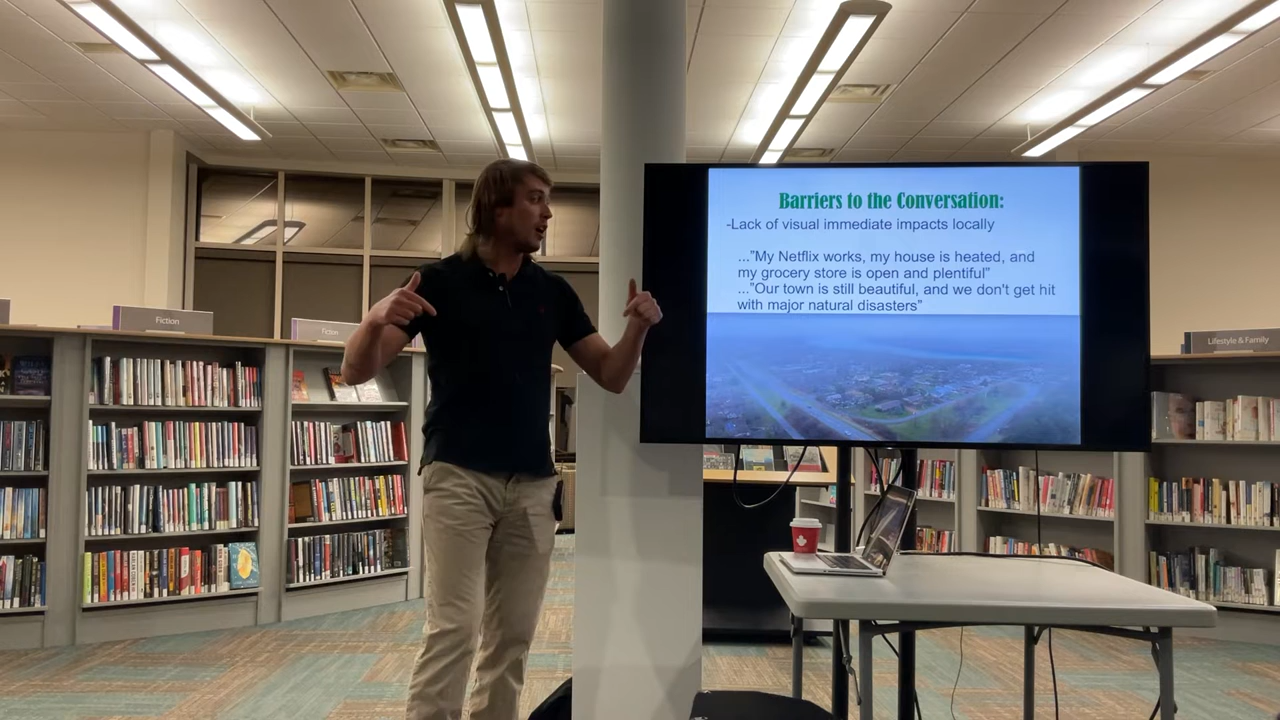 Barriers to the Conversation:
-Lack of visual immediate impacts locally
..."My Netflix works, my house is heated, and
my grocery store is open and plentiful"
..."Our town is still beautiful, and we don't get hit
with major natural disasters"
Fiction
Fiction
Lifestyle & Family